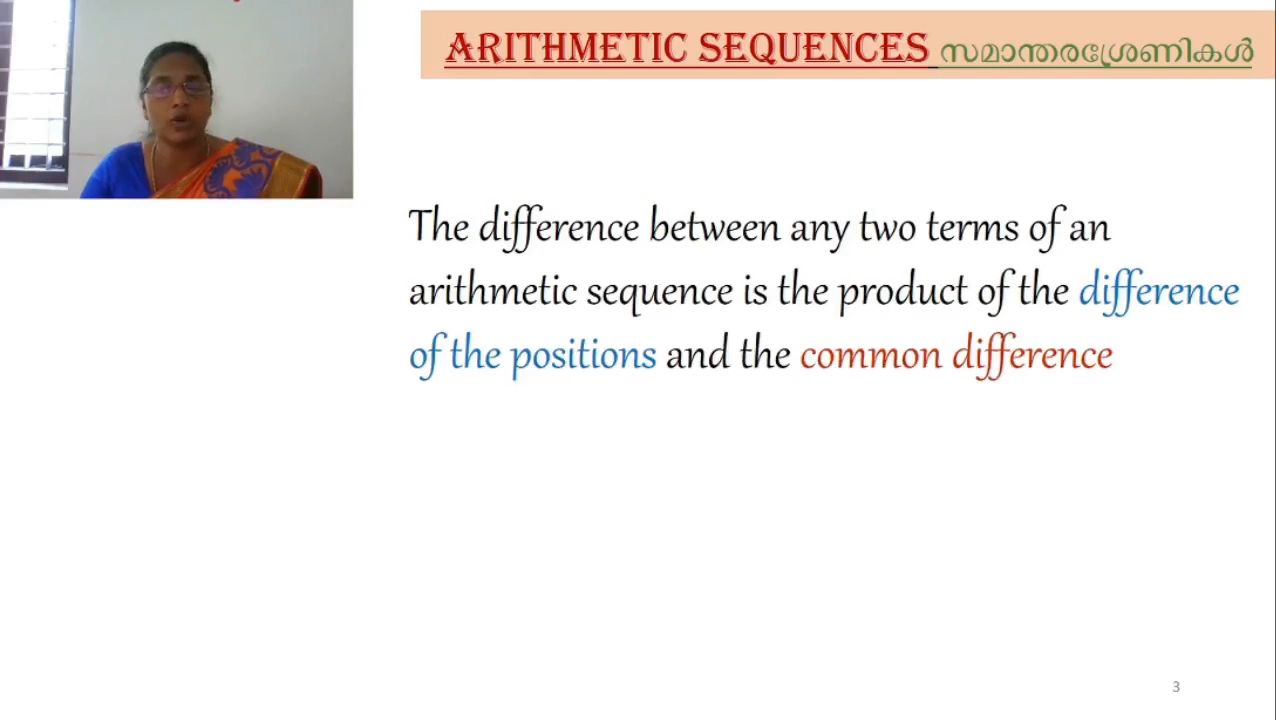 ARITHMETIC SEQUENCES സമാന്തരശ്രേണികൾ
The difference between any two terms of an
arithmetic sequence is the product of the difference
of the positions and the common difference
3